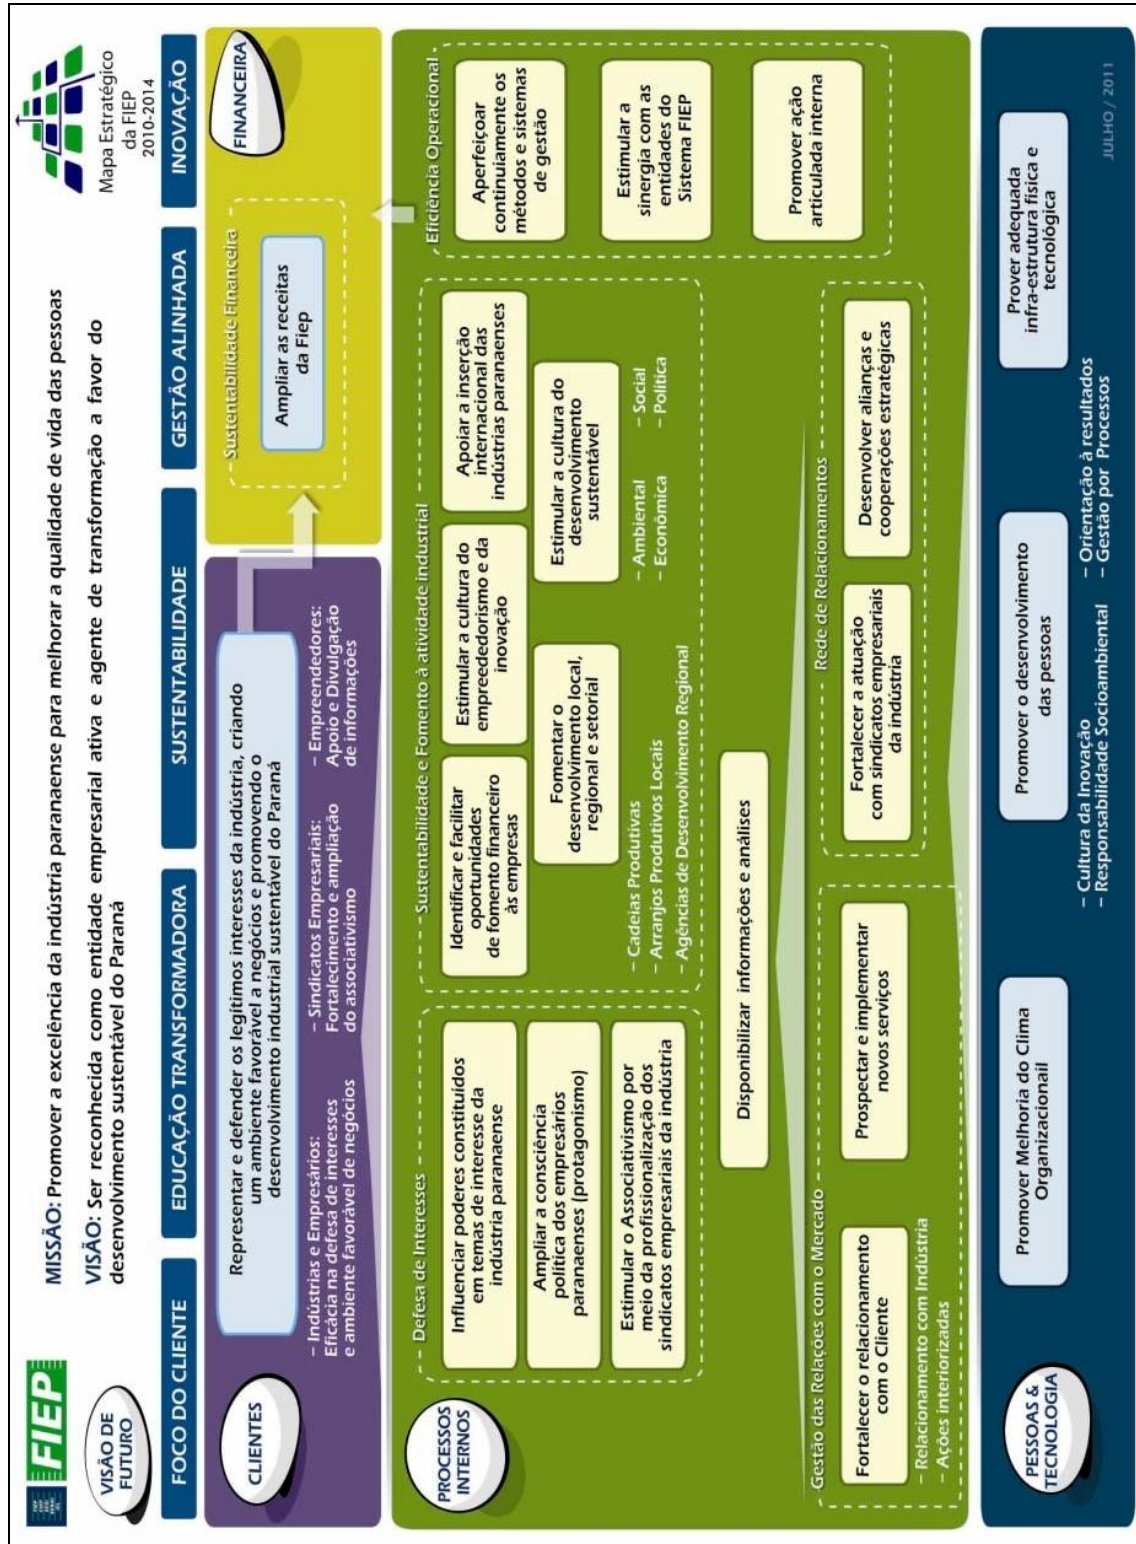 FIEP
Mapa Estratégico
da FIEP
2010-2014
MISSÃO: Promover a excelência da indústria paranaense para melhorar a qualidade de vida das pessoas
VISÃO DE
FUTURO
VISÃO: Ser reconhecida como entidade empresarial ativa e agente de transformação a favor do
desenvolvimento sustentável do Paraná
FOCO DO CLIENTE
EDUCAÇÃO TRANSFORMADORA
SUSTENTABILIDADE
GESTÃO ALINHADA
INOVAÇÃO
CLIENTES
Representar e defender os legítimos interesses da indústria, criando
um ambiente favorável a negócios e promovendo o
desenvolvimento industrial sustentável do Paraná
– Indústrias e Empresários:
Eficácia na defesa de interesses
e ambiente favorável de negócios
– Sindicatos Empresariais:
Fortalecimento e ampliação
do associativismo
– Empreendedores:
Apoio e Divulgação
de informações
FINANCEIRA
Sustentabilidade Financeira
Ampliar as receitas
da Fiep
PROCESSOS
INTERNOS
Defesa de Interesses
Influenciar poderes constituídos
em temas de interesse da
indústria paranaense
Ampliar a consciência
política dos empresários
paranaenses (protagonismo)
Estimular o Associativismo por
meio da profissionalização dos
sindicatos empresariais da indústria
Sustentabilidade e Fomento à atividade industrial
Identificar e facilitar
oportunidades
de fomento financeiro
às empresas
Estimular a cultura do
empreededorismo e da
inovação
Apoiar a inserção
internacional das
indústrias paranaenses
Fomentar o
desenvolvimento local,
regional e setorial
Estimular a cultura do
desenvolvimento
sustentável
– Cadeias Produtivas
– Arranjos Produtivos Locais
– Agências de Desenvolvimento Regional
– Ambiental
– Econômica
– Social
– Política
Eficiência Operacional
Aperfeiçoar
continuiamente os
métodos e sistemas
de gestão
Estimular a
sinergia com as
entidades do
Sistema FIEP
Promover ação
articulada interna
Disponibilizar informações e análises
Gestão das Relações com o Mercado
Fortalecer o relacionamento
com o Cliente
Prospectar e implementar
novos serviços
– Relacionamento com Indústria
– Ações interiorizadas
Rede de Relacionamentos
Fortalecer a atuação
com sindicatos empresariais
da indústria
Desenvolver alianças e
cooperações estratégicas
PESSOAS &
TECNOLOGIA
Promover Melhoria do Clima
Organizacionail
Promover o desenvolvimento
das pessoas
Prover adequada
infra-estrutura física e
tecnológica
– Cultura da Inovação
– Responsabilidade Socioambiental
– Orientação à resultados
– Gestão por Processos
JULHO / 2011